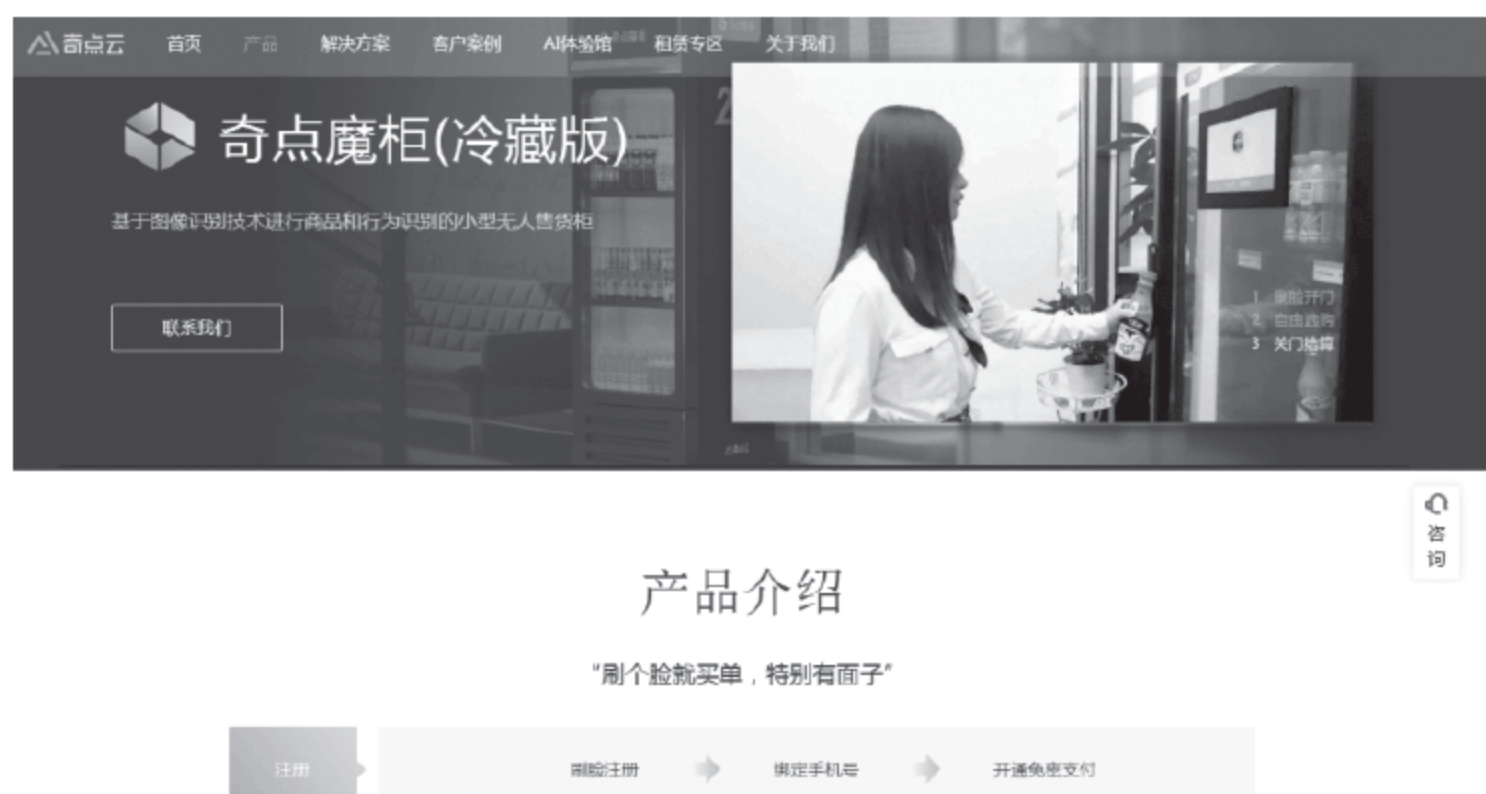 奇点云 首页 产品 解决方案 客户案例 AI体验馆 租赁专区 关于我们
奇点魔柜(冷藏版)
基于图像识别技术进行商品和行为识别的小型无人售货柜
联系我们
1 刷脸开门
2 自由选购
3 关门结算
咨
询
产品介绍
“刷个脸就买单，特别有面子”
注册 刷脸注册 绑定手机号 开通免密支付